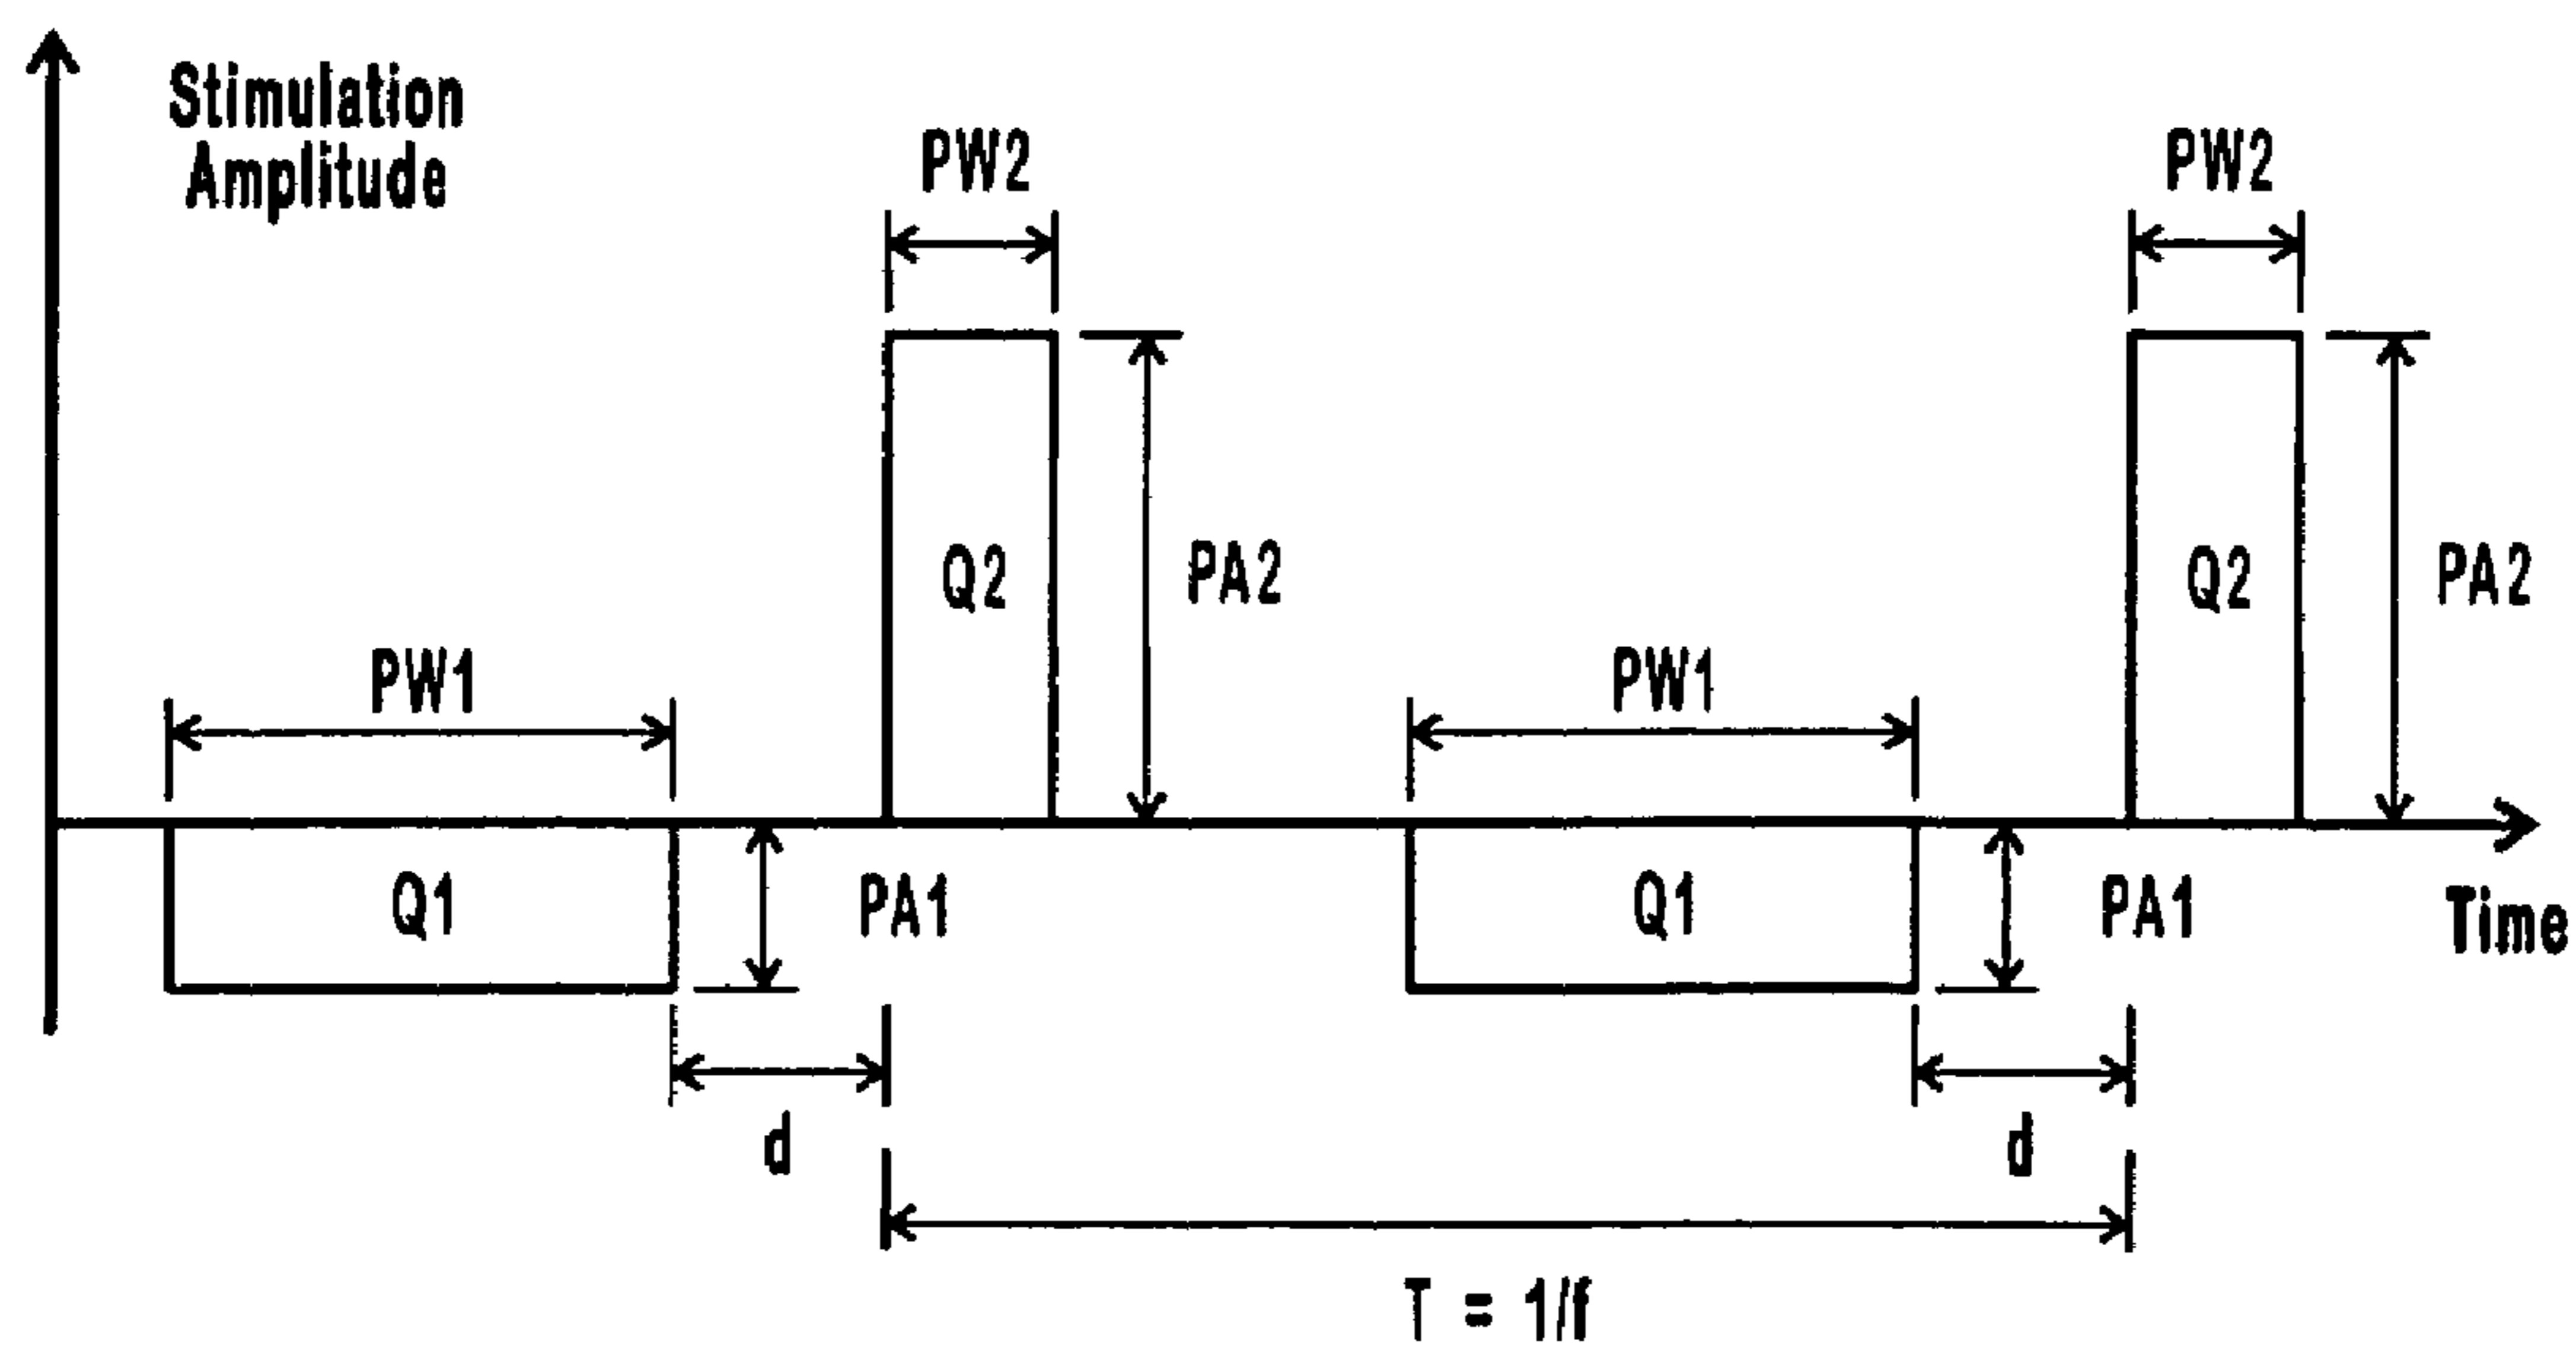 Stimulation
Amplitude
PW2
PW2
Q2
PA2
Q2
PA2
PW1
PW1
Q1
PA1
Q1
PA1
Time
d
d
T = 1/f